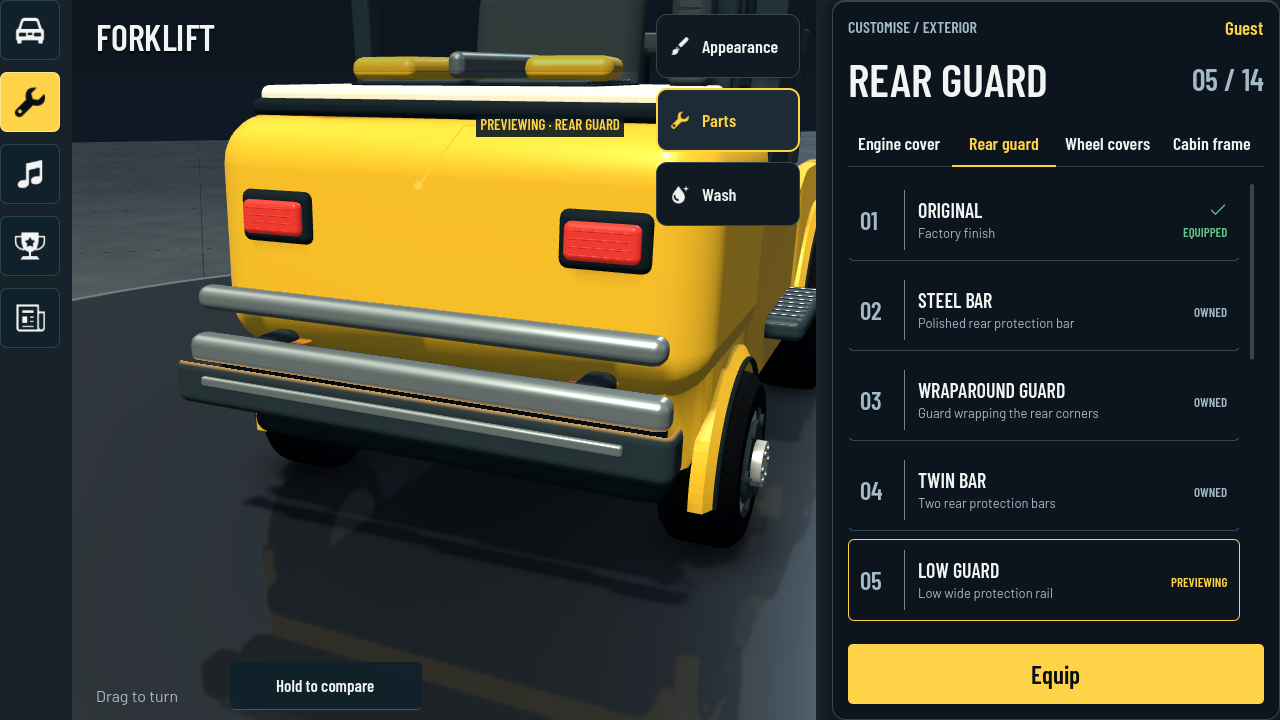 FORKLIFT
PREVIEWING · REAR GUARD
Appearance
Parts
Wash
Drag to turn
Hold to compare
CUSTOMISE / EXTERIOR
Guest
REAR GUARD
05 / 14
Engine cover
Rear guard
Wheel covers
Cabin frame
01
ORIGINAL
Factory finish
EQUIPPED
02
STEEL BAR
Polished rear protection bar
OWNED
03
WRAPAROUND GUARD
Guard wrapping the rear corners
OWNED
04
TWIN BAR
Two rear protection bars
OWNED
05
LOW GUARD
Low wide protection rail
PREVIEWING
Equip